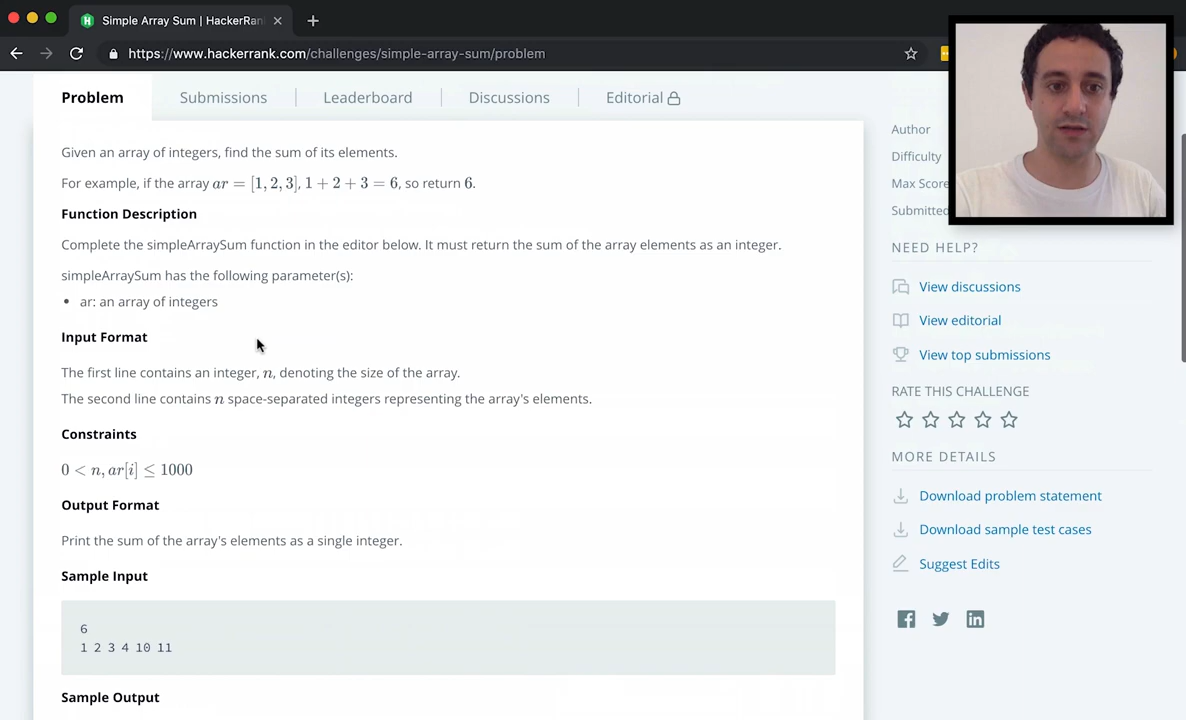 Simple Array Sum | HackerRan
https://www.hackerrank.com/challenges/simple-array-sum/problem
Problem
Submissions
Leaderboard
Discussions
Editorial
Given an array of integers, find the sum of its elements.
For example, if the array ar = [1, 2, 3], 1 + 2 + 3 = 6, so return 6.
Function Description
Complete the simpleArraySum function in the editor below. It must return the sum of the array elements as an integer.
simpleArraySum has the following parameter(s):
• ar: an array of integers
Input Format
The first line contains an integer, n, denoting the size of the array.
The second line contains n space-separated integers representing the array's elements.
Constraints
0 < n, ar[i] ≤ 1000
Output Format
Print the sum of the array's elements as a single integer.
Sample Input
6
1 2 3 4 10 11
Sample Output
Author
Difficulty
Max Score
Submitted
NEED HELP?
View discussions
View editorial
View top submissions
RATE THIS CHALLENGE
MORE DETAILS
Download problem statement
Download sample test cases
Suggest Edits